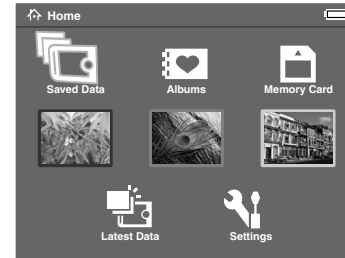 Home
Saved Data
Albums
Memory Card
Latest Data
Settings